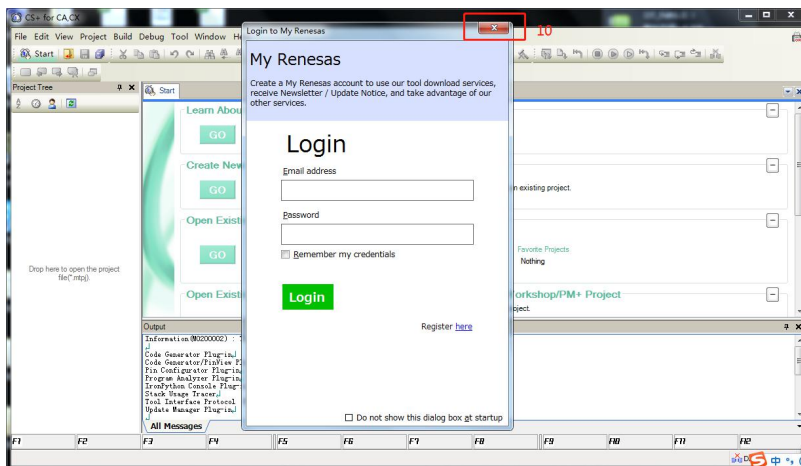 CS+ for CA,CX
File Edit View Project Build Debug Tool Window
Start
Project Tree
Drop here to open the project
file(*.mtpj).
Start
Learn Abou
GO
Create New
GO
n existing project.
Open Exist
GO
Favorite Projects
Nothing
Open Exist
orkshop/PM+ Project
oject.
Login to My Renesas
10
My Renesas
Create a My Renesas account to use our tool download services,
receive Newsletter / Update Notice, and take advantage of our
other services.
Login
Email address
Password
Remember my credentials
Login
Register here
Do not show this dialog box at startup
Output
Information(M0200002) :
Code Generator Plug-in
Code Generator/PinView
Pin Configurator Plug-in
Program Analyzer Plug-in
IronPython Console Plug-
Stack Usage Tracer
Tool Interface Protocol
Update Manager Plug-in
All Messages
F1 F2 F3 F4 F5 F6 F7 F8 F9 F10 F11 F12
中